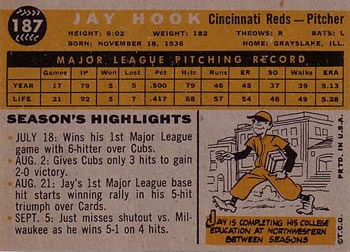 187
JAY HOOK
Cincinnati Reds — Pitcher
HEIGHT: 6:02 WEIGHT: 182 THROWS: R BATS: L
BORN: NOVEMBER 18, 1936 HOME: GRAYSLAKE, ILL.
MAJOR LEAGUE PITCHING RECORD
Games IP Won Lost Pct. Hits Runs ER SO Walks ERA
YEAR 17 79 5 5 .500 79 46 45 37 39 5.13
LIFE 21 92 5 7 .417 88 57 54 44 49 5.28
SEASON'S HIGHLIGHTS
• JULY 18: Wins his 1st Major League
game with 6-hitter over Cubs.
• AUG. 2: Gives Cubs only 3 hits to gain
2-0 victory.
• AUG. 21: Jay's 1st Major League base
hit starts winning rally in his 5-1
triumph over Cards.
• SEPT. 5: Just misses shutout vs. Mil-
waukee as he wins 5-1 on 4 hits.
JAY IS COMPLETING HIS COLLEGE
EDUCATION AT NORTHWESTERN
BETWEEN SEASONS
©T.C.G. PRTD. IN U.S.A.